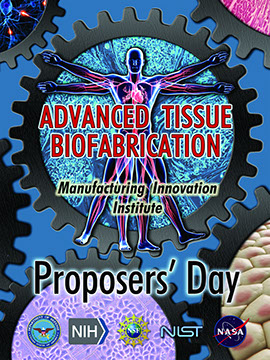 ADVANCED TISSUE
BIOFABRICATION
Manufacturing Innovation
Institute
Proposers' Day
NIH
NIST
NASA